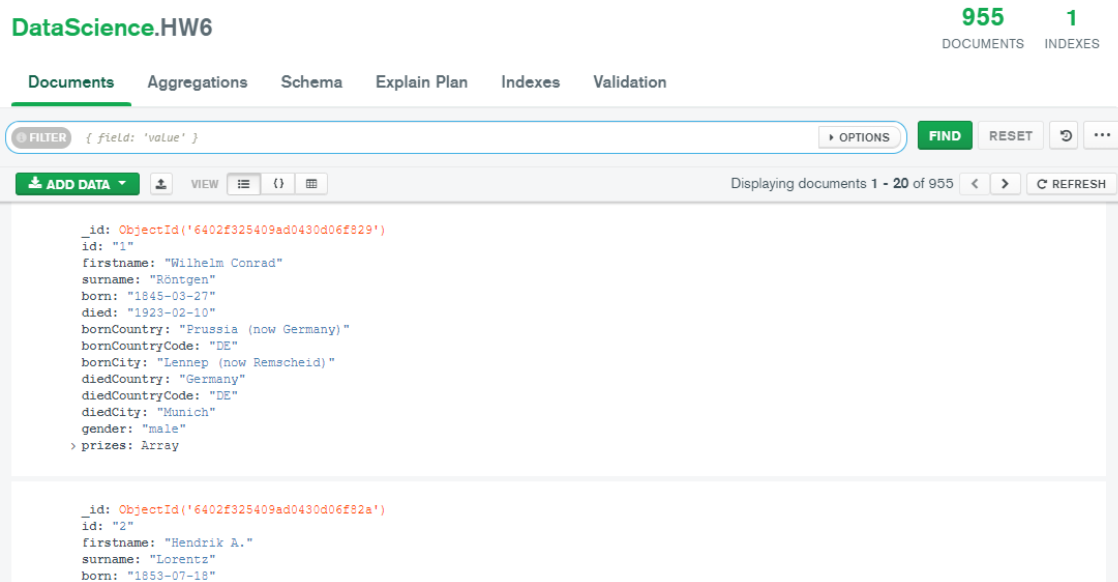 DataScience.HW6
955 DOCUMENTS
1 INDEXES
Documents Aggregations Schema Explain Plan Indexes Validation
FILTER { field: 'value' } OPTIONS FIND RESET ...
ADD DATA VIEW {} Displaying documents 1 - 20 of 955 < > REFRESH
_id: ObjectId('6402f325409ad0430d06f829')
id: "1"
firstname: "Wilhelm Conrad"
surname: "Röntgen"
born: "1845-03-27"
died: "1923-02-10"
bornCountry: "Prussia (now Germany)"
bornCountryCode: "DE"
bornCity: "Lennep (now Remscheid)"
diedCountry: "Germany"
diedCountryCode: "DE"
diedCity: "Munich"
gender: "male"
> prizes: Array
_id: ObjectId('6402f325409ad0430d06f82a')
id: "2"
firstname: "Hendrik A."
surname: "Lorentz"
born: "1853-07-18"